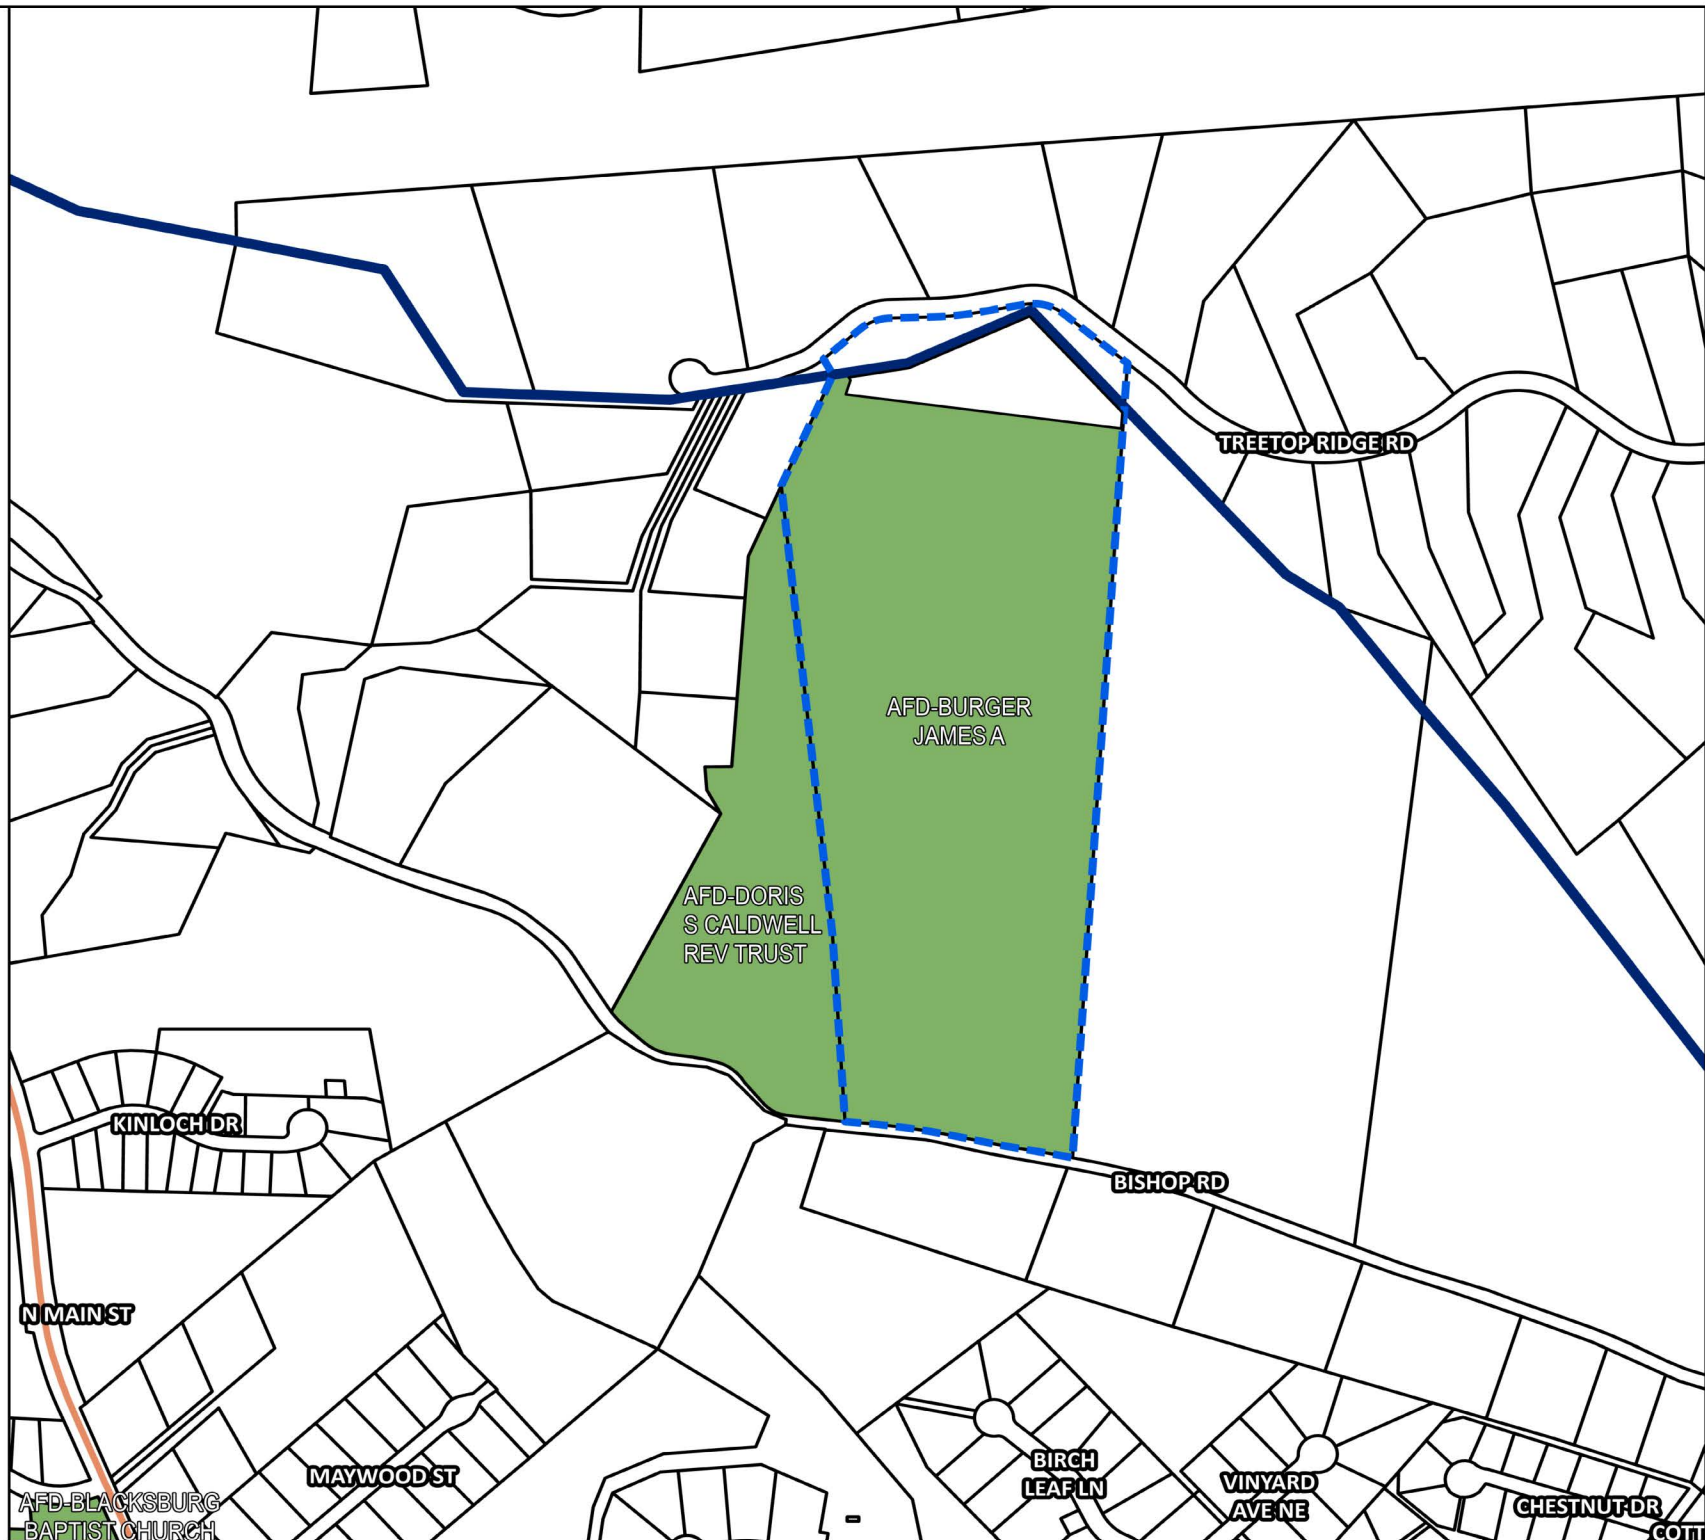 TREETOP RIDGE RD
AFD-BURGER
JAMES A
AFD-DORIS
S CALDWELL
REV TRUST
KINLOCH DR
BISHOP RD
N MAIN ST
MAYWOOD ST
BIRCH
LEAF LN
VINYARD
AVE NE
CHESTNUT DR
AFD-BLACKSBURG
BAPTIST CHURCH